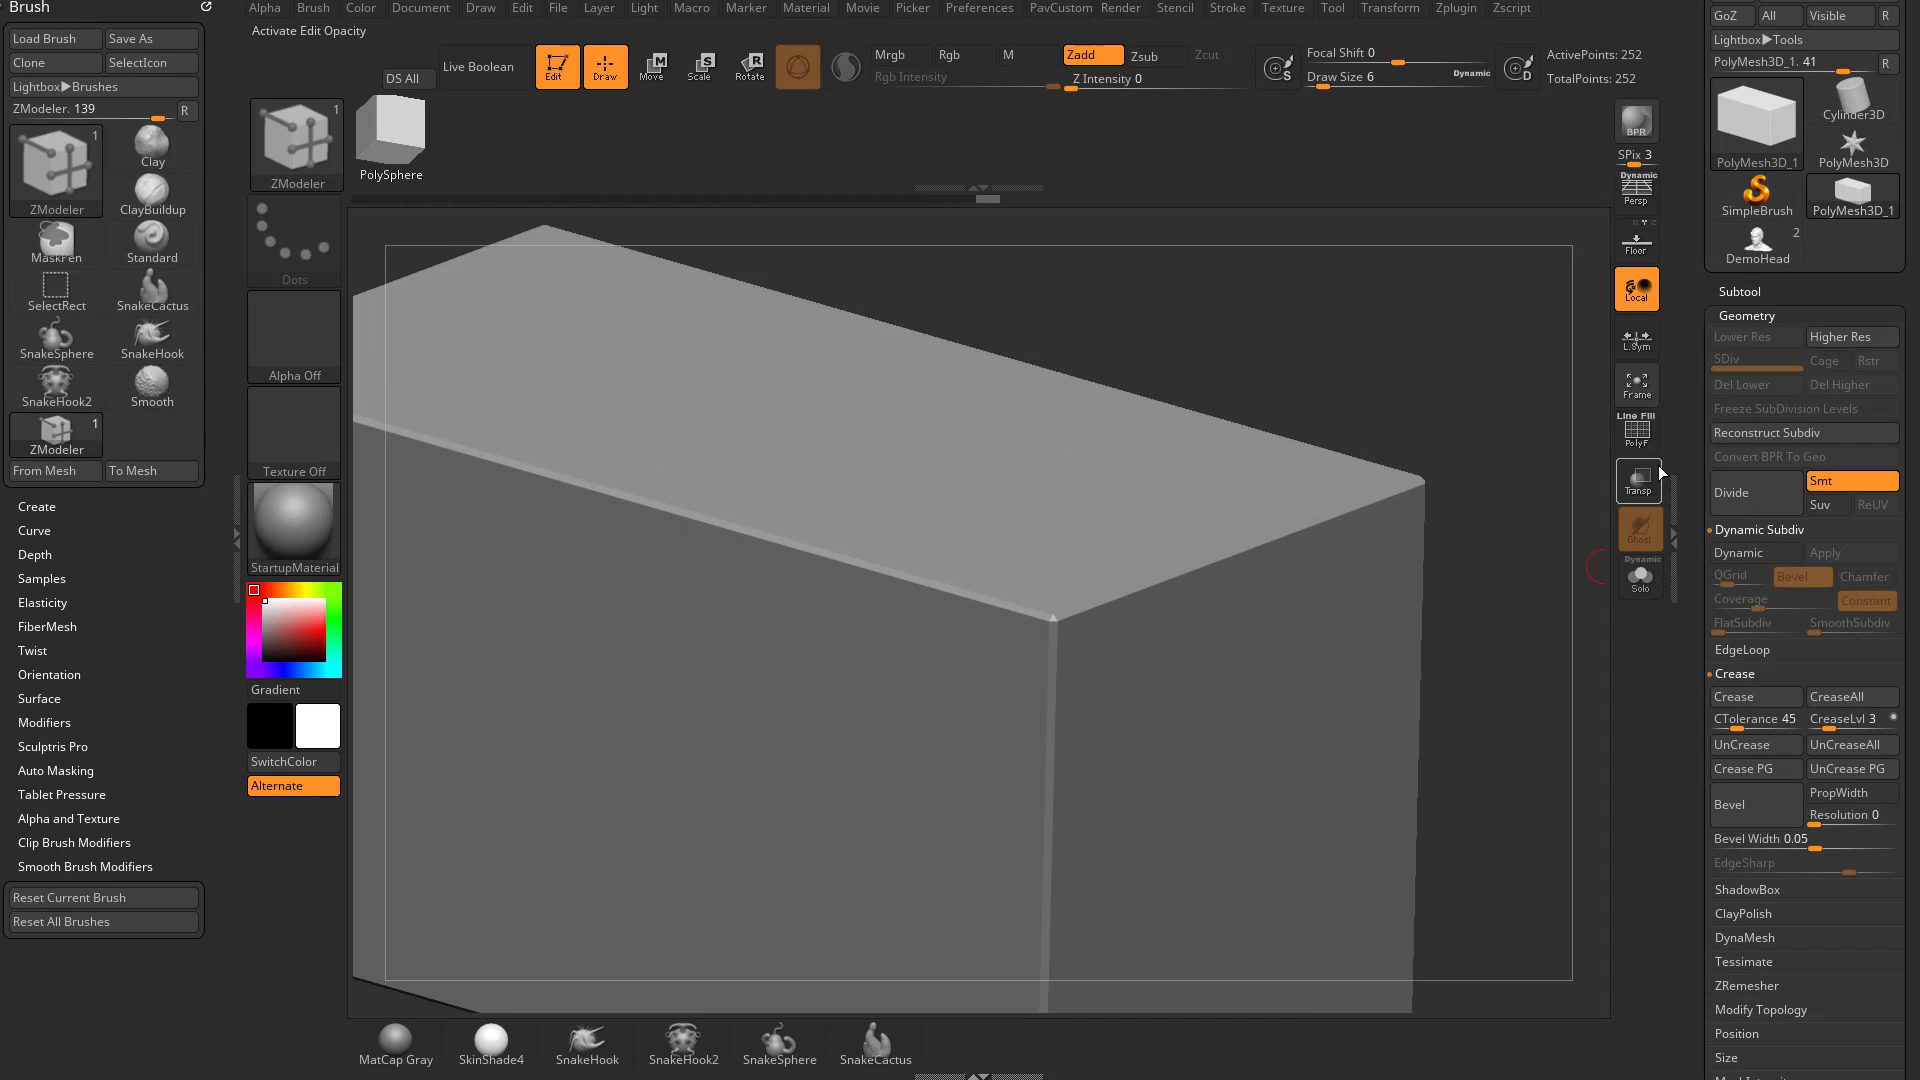 Brush
Alpha Brush Color Document Draw Edit File Layer Light Macro Marker Material Movie Picker Preferences PavCustom Render Stencil Stroke Texture Tool Transform Zplugin Zscript
Activate Edit Opacity
Load Brush Save As
Clone SelectIcon
Lightbox▶Brushes
ZModeler. 139 R
1
ZModeler
Clay
ClayBuildup
MaskPen Standard
SelectRect SnakeCactus
SnakeSphere SnakeHook
SnakeHook2 Smooth
1
ZModeler
From Mesh To Mesh
Create
Curve
Depth
Samples
Elasticity
FiberMesh
Twist
Orientation
Surface
Modifiers
Sculptris Pro
Auto Masking
Tablet Pressure
Alpha and Texture
Clip Brush Modifiers
Smooth Brush Modifiers
Reset Current Brush
Reset All Brushes
DS All
Live Boolean
Edit Draw Move Scale Rotate
Mrgb Rgb M Zadd Zsub Zcut
Rgb Intensity Z Intensity 0
Focal Shift 0
Draw Size 6 Dynamic
S
D
ActivePoints: 252
TotalPoints: 252
1
ZModeler
PolySphere
Dots
Alpha Off
Texture Off
StartupMaterial
Gradient
SwitchColor
Alternate
MatCap Gray SkinShade4 SnakeHook SnakeHook2 SnakeSphere SnakeCactus
BPR
SPix 3
Dynamic
Persp
Floor
Local
L.Sym
Frame
Line Fill
PolyF
Transp
Ghost
Dynamic
Solo
GoZ All Visible R
Lightbox▶Tools
PolyMesh3D_1. 41 R
PolyMesh3D_1
Cylinder3D
PolyMesh3D
SimpleBrush PolyMesh3D_1
2
DemoHead
Subtool
Geometry
Lower Res Higher Res
SDiv Cage Rstr
Del Lower Del Higher
Freeze SubDivision Levels
Reconstruct Subdiv
Convert BPR To Geo
Divide Smt
Suv ReUV
Dynamic Subdiv
Dynamic Apply
QGrid Bevel Chamfer
Coverage Constant
FlatSubdiv SmoothSubdiv
EdgeLoop
Crease
Crease CreaseAll
CTolerance 45 CreaseLvl 3
UnCrease UnCreaseAll
Crease PG UnCrease PG
Bevel PropWidth
Resolution 0
Bevel Width 0.05
EdgeSharp
ShadowBox
ClayPolish
DynaMesh
Tessimate
ZRemesher
Modify Topology
Position
Size